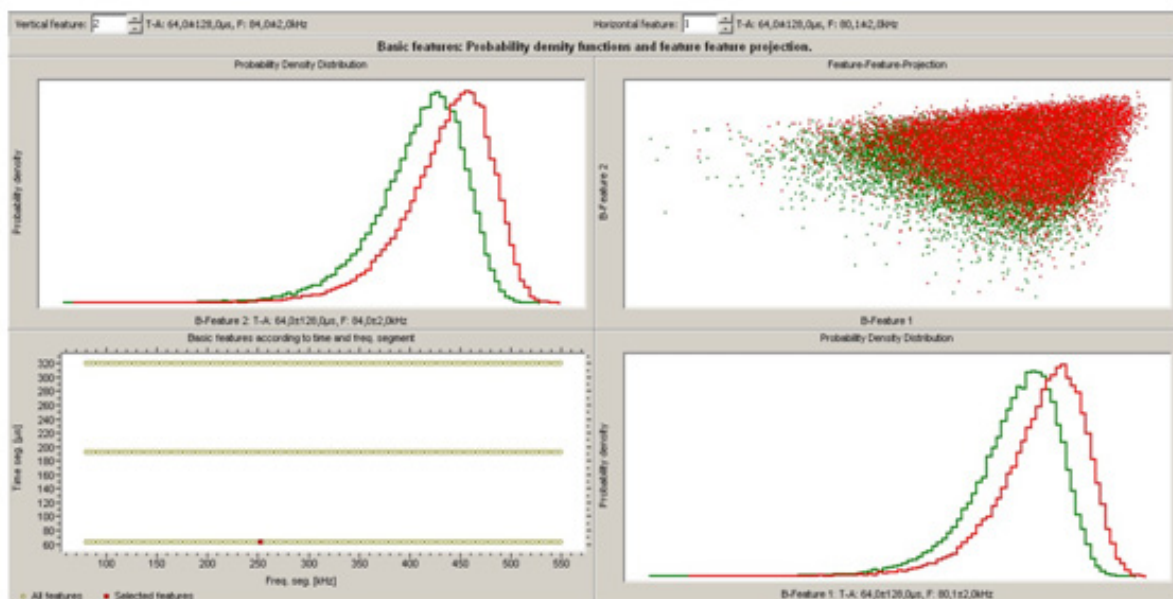 Vertical feature: 2 T-A: 64,0±128,0µs, F: 84,0±2,0kHz
Horizontal feature: 1 T-A: 64,0±128,0µs, F: 80,1±2,0kHz
Basic features: Probability density functions and feature feature projection.
Probability Density Distribution
Probability density
B-Feature 2: T-A: 64,0±128,0µs, F: 84,0±2,0kHz
Feature-Feature-Projection
B-Feature 2
B-Feature 1
Basic features according to time and freq. segment
Time seg. [µs]
320
300
280
260
240
220
200
180
160
140
120
100
80
60
100 150 200 250 300 350 400 450 500 550
Freq. seg. [kHz]
All features Selected features
Probability Density Distribution
Probability density
B-Feature 1: T-A: 64,0±128,0µs, F: 80,1±2,0kHz